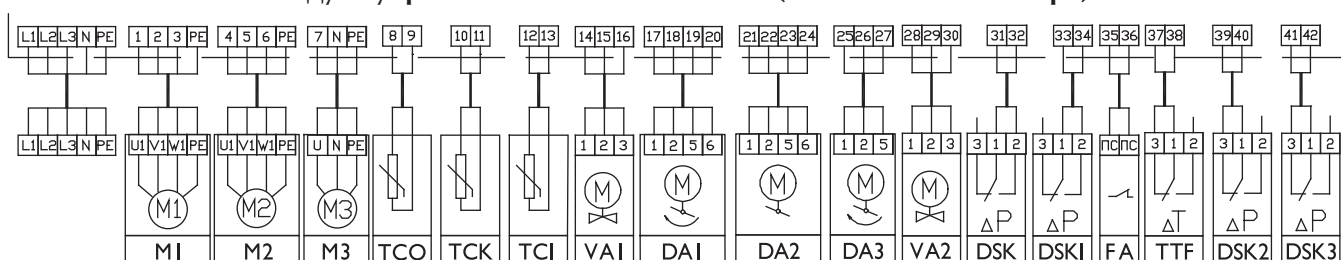 L1 L2 L3 N PE 1 2 3 PE 4 5 6 PE 7 N PE 8 9 10 11 12 13 14 15 16 17 18 19 20 21 22 23 24 25 26 27 28 29 30 31 32 33 34 35 36 37 38 39 40 41 42
L1 L2 L3 N PE U1 V1 W1 PE U1 V1 W1 PE U N PE 1 2 3 1 2 5 6 1 2 5 6 1 2 5 1 2 3 3 1 2 3 1 2 ПС ПС 3 1 2 3 1 2 3 1 2
M1 M2 M3 M M M M M ΔP ΔP ΔT ΔP ΔP
M1 M2 M3 TCO TCK TCI VA1 DA1 DA2 DA3 VA2 DSK DSK1 FA TTF DSK2 DSK3